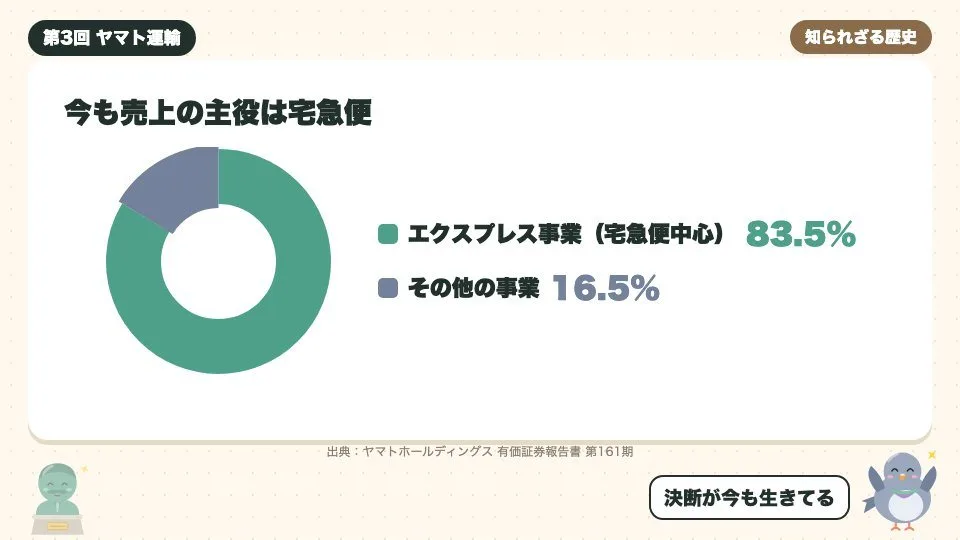 第3回 ヤマト運輸
知られざる歴史
今も売上の主役は宅急便
エクスプレス事業（宅急便中心） 83.5%
その他の事業 16.5%
出典：ヤマトホールディングス 有価証券報告書 第161期
決断が今も生きてる